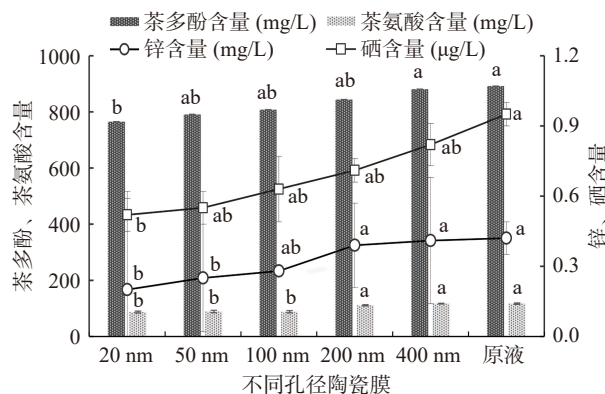 茶多酚含量 (mg/L) 茶氨酸含量 (mg/L)
锌含量 (mg/L) 硒含量 (μg/L)
1000 1.2
800 0.9
600
400 0.6
200 0.3
0 0.0
茶多酚、茶氨酸含量
锌、硒含量
b ab ab ab a a
b ab ab ab ab a
b b ab a a a
b b b a a a
20 nm 50 nm 100 nm 200 nm 400 nm 原液
不同孔径陶瓷膜